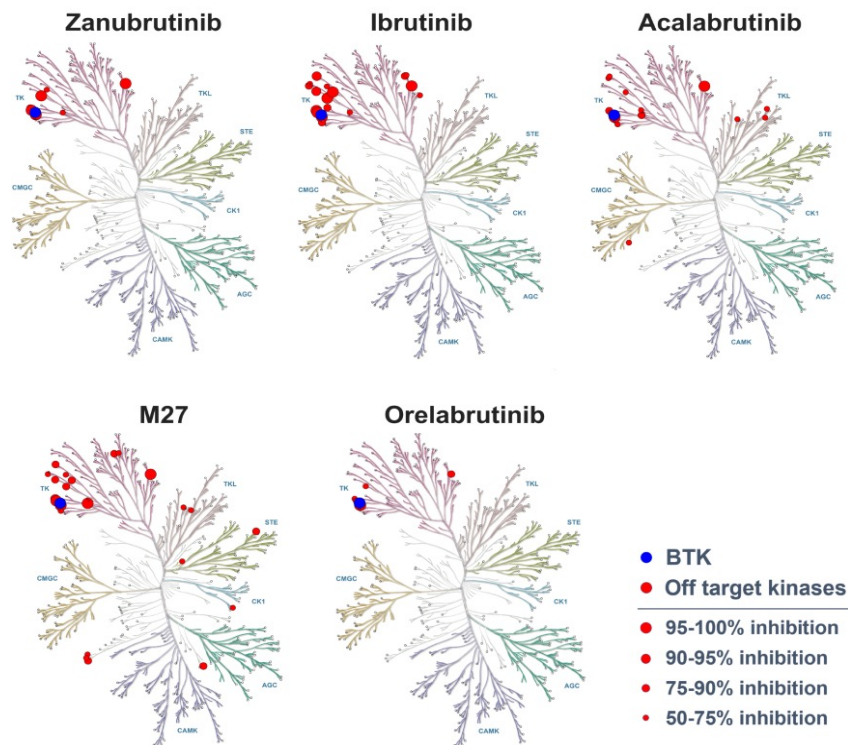 Zanubrutinib
TK
TKL
STE
CMGC
CK1
AGC
CAMK
Ibrutinib
TK
TKL
STE
CMGC
CK1
AGC
CAMK
Acalabrutinib
TK
TKL
STE
CMGC
CK1
AGC
CAMK
M27
TK
TKL
STE
CMGC
CK1
AGC
CAMK
Orelabrutinib
TK
TKL
STE
CMGC
CK1
AGC
CAMK
BTK
Off target kinases
95-100% inhibition
90-95% inhibition
75-90% inhibition
50-75% inhibition